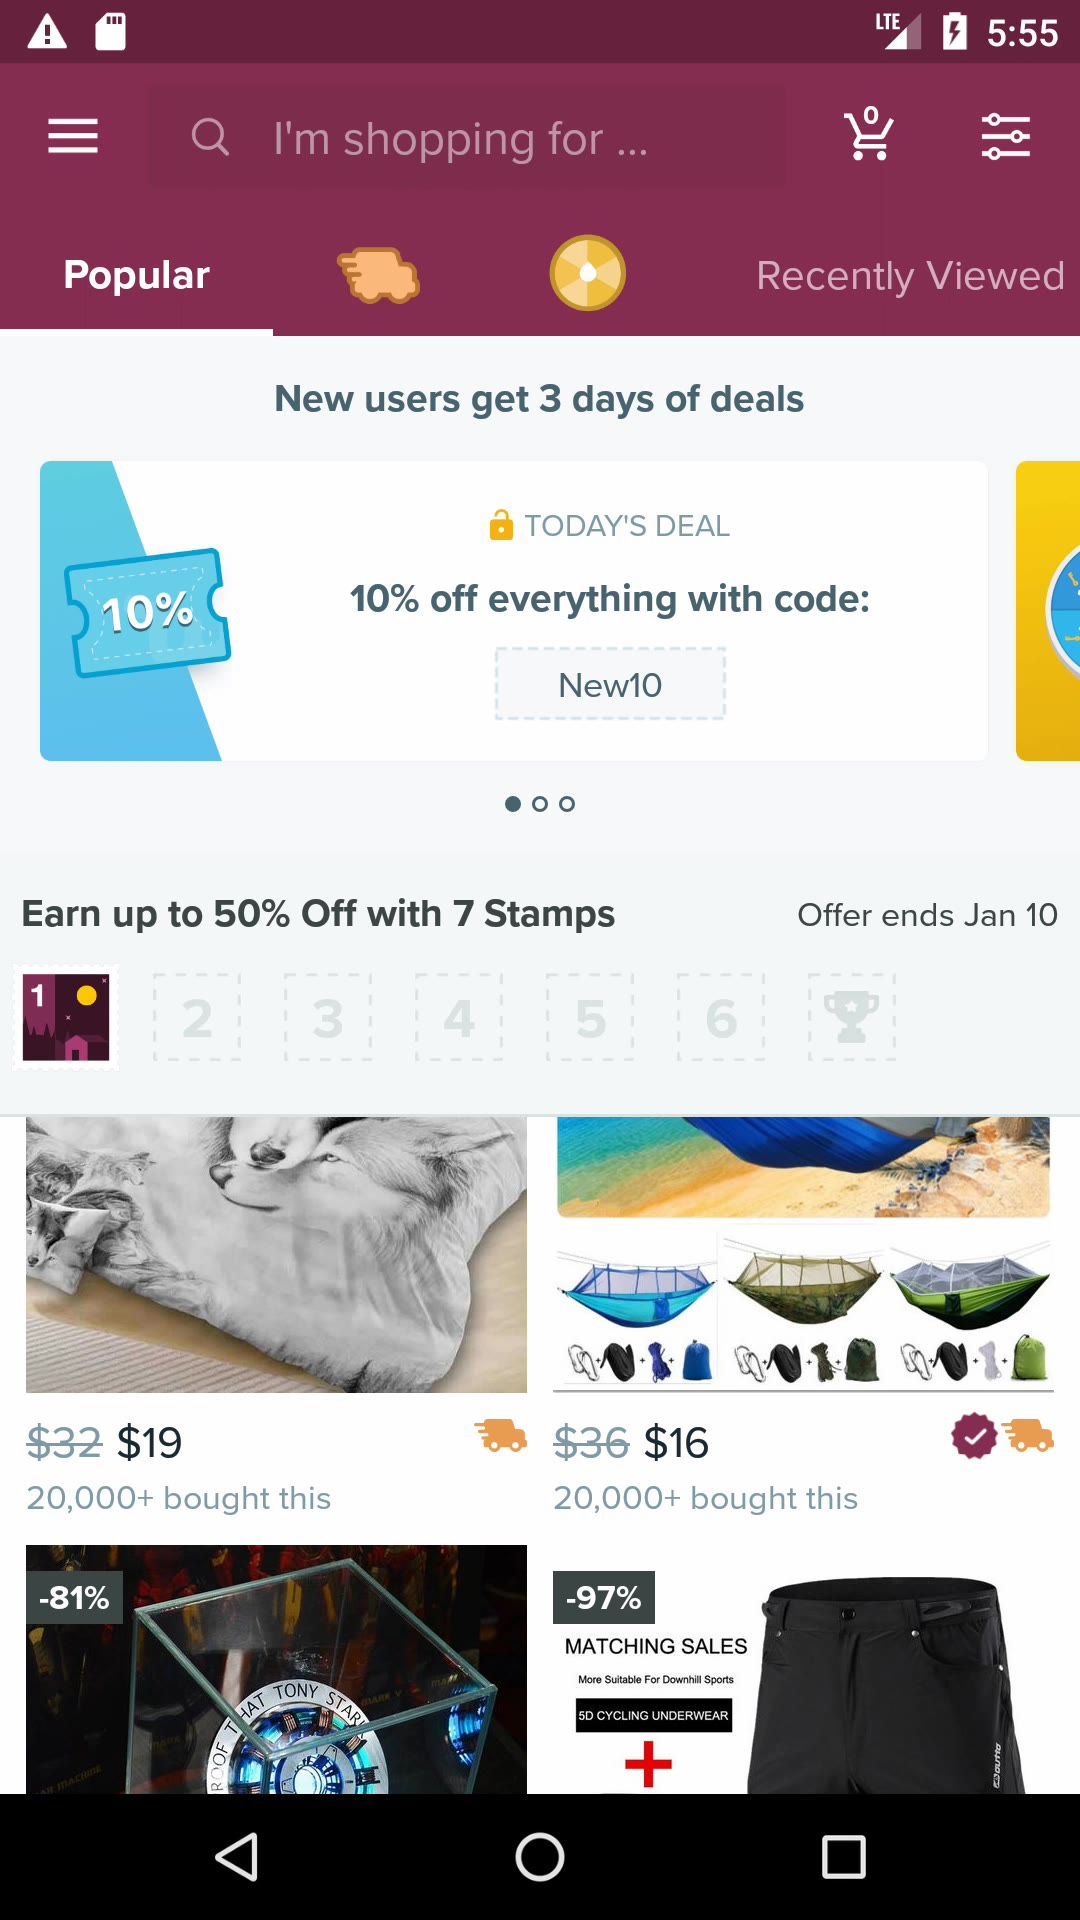 LTE 5:55
I'm shopping for ...
0
Popular
Recently Viewed
New users get 3 days of deals
TODAY'S DEAL
10%
10% off everything with code:
New10
Earn up to 50% Off with 7 Stamps
Offer ends Jan 10
1 2 3 4 5 6
$32 $19
20,000+ bought this
$36 $16
20,000+ bought this
-81%
THAT TONY STARK
-97%
MATCHING SALES
More Suitable For Downhill Sports
5D CYCLING UNDERWEAR